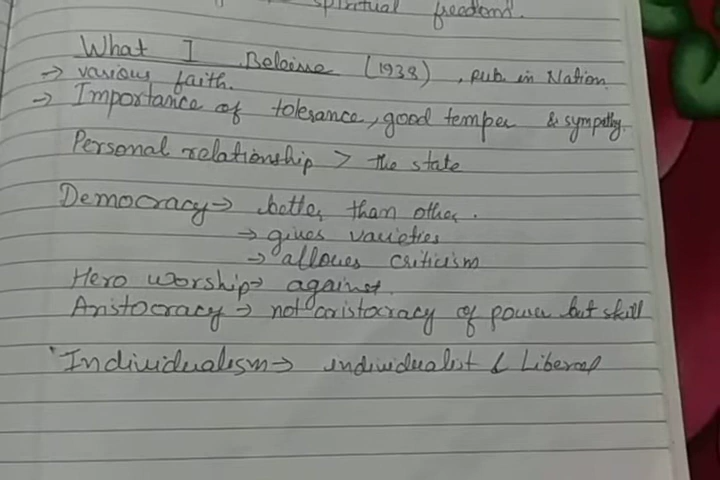 spiritual freedom.
What I Beleive (1938), pub. in Nation.
→ various faith.
→ Importance of tolerance, good temper & sympathy.
Personal relationship > the state
Democracy → better than other.
→ gives varieties
→ allows criticism
Hero worship → against.
Aristocracy → not aristocracy of power but skill
Individualism → individualist & Liberal